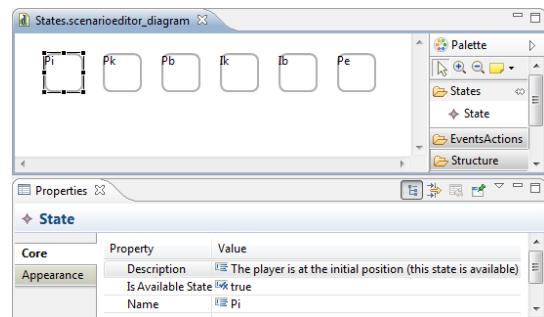 States.scenarioeditor_diagram
Pi Pk Pb Ik Ib Pe
Palette
States
State
EventsActions
Structure
Properties
State
Core
Appearance
Property Value
Description The player is at the initial position (this state is available)
Is Available State true
Name Pi